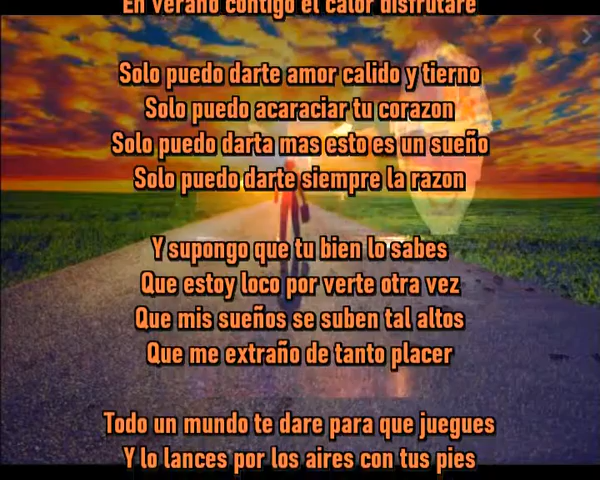 En verano contigo el calor disfrutare
Solo puedo darte amor calido y tierno
Solo puedo acaraciar tu corazon
Solo puedo darta mas esto es un sueño
Solo puedo darte siempre la razon
Y supongo que tu bien lo sabes
Que estoy loco por verte otra vez
Que mis sueños se suben tal altos
Que me extraño de tanto placer
Todo un mundo te dare para que juegues
Y lo lances por los aires con tus pies